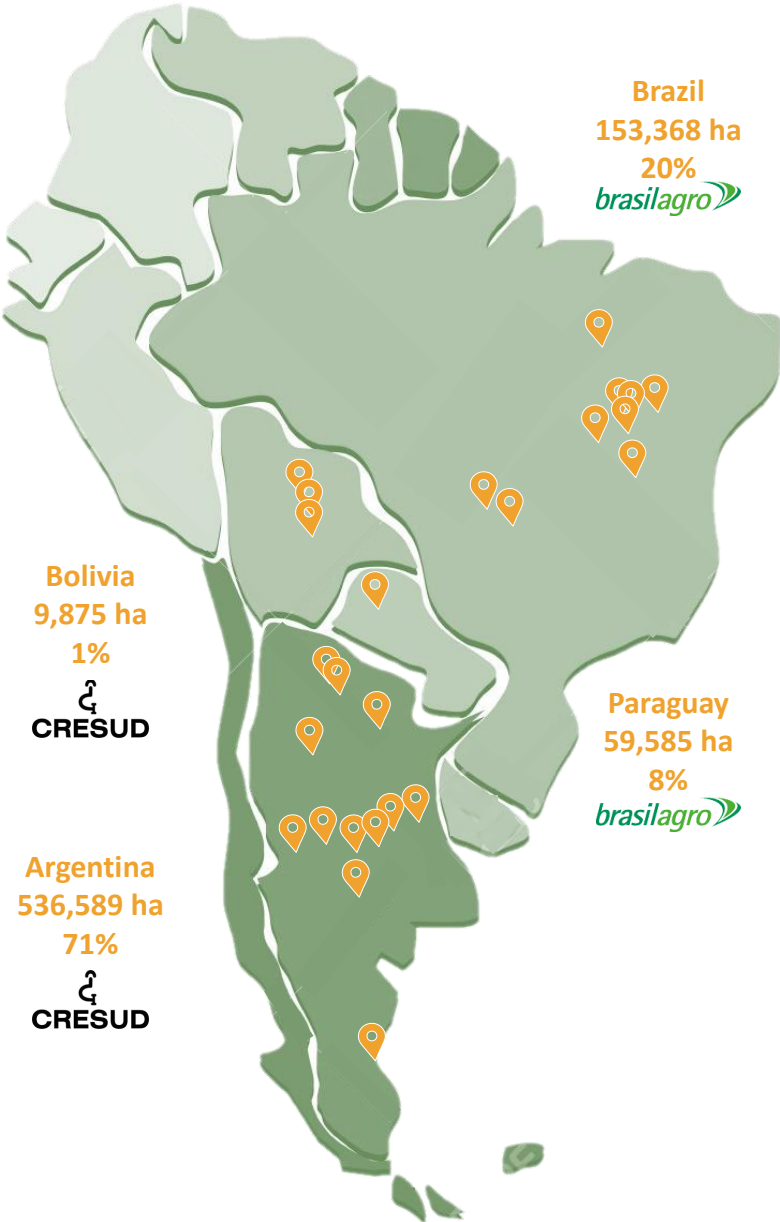 Brazil
153,368 ha
20%
brasilagro
Bolivia
9,875 ha
1%
CRESUD
Paraguay
59,585 ha
8%
brasilagro
Argentina
536,589 ha
71%
CRESUD